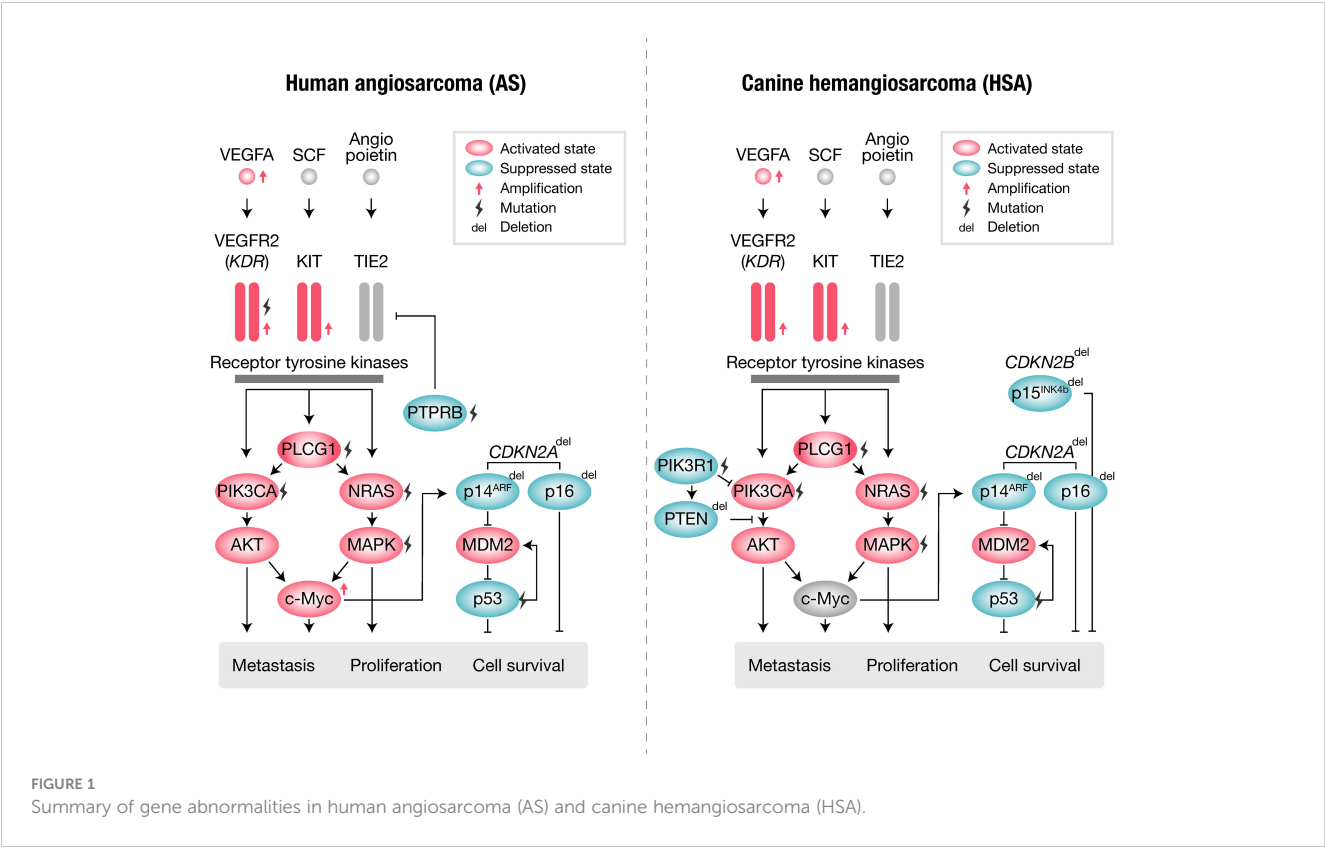 Human angiosarcoma (AS)
VEGFA
SCF
Angio
poietin
Activated state
Suppressed state
Amplification
Mutation
del Deletion
VEGFR2
(KDR)
KIT
TIE2
Receptor tyrosine kinases
PTPRB
PLCG1
CDKN2A del
PIK3CA
NRAS
p14ARF del
p16 del
AKT
MAPK
MDM2
c-Myc
p53
Metastasis
Proliferation
Cell survival
Canine hemangiosarcoma (HSA)
VEGFA
SCF
Angio
poietin
Activated state
Suppressed state
Amplification
Mutation
del Deletion
VEGFR2
(KDR)
KIT
TIE2
Receptor tyrosine kinases
CDKN2B del
p15INK4b del
PLCG1
CDKN2A del
PIK3R1
PIK3CA
NRAS
p14ARF del
p16 del
PTEN del
AKT
MAPK
MDM2
c-Myc
p53
Metastasis
Proliferation
Cell survival
FIGURE 1
Summary of gene abnormalities in human angiosarcoma (AS) and canine hemangiosarcoma (HSA).